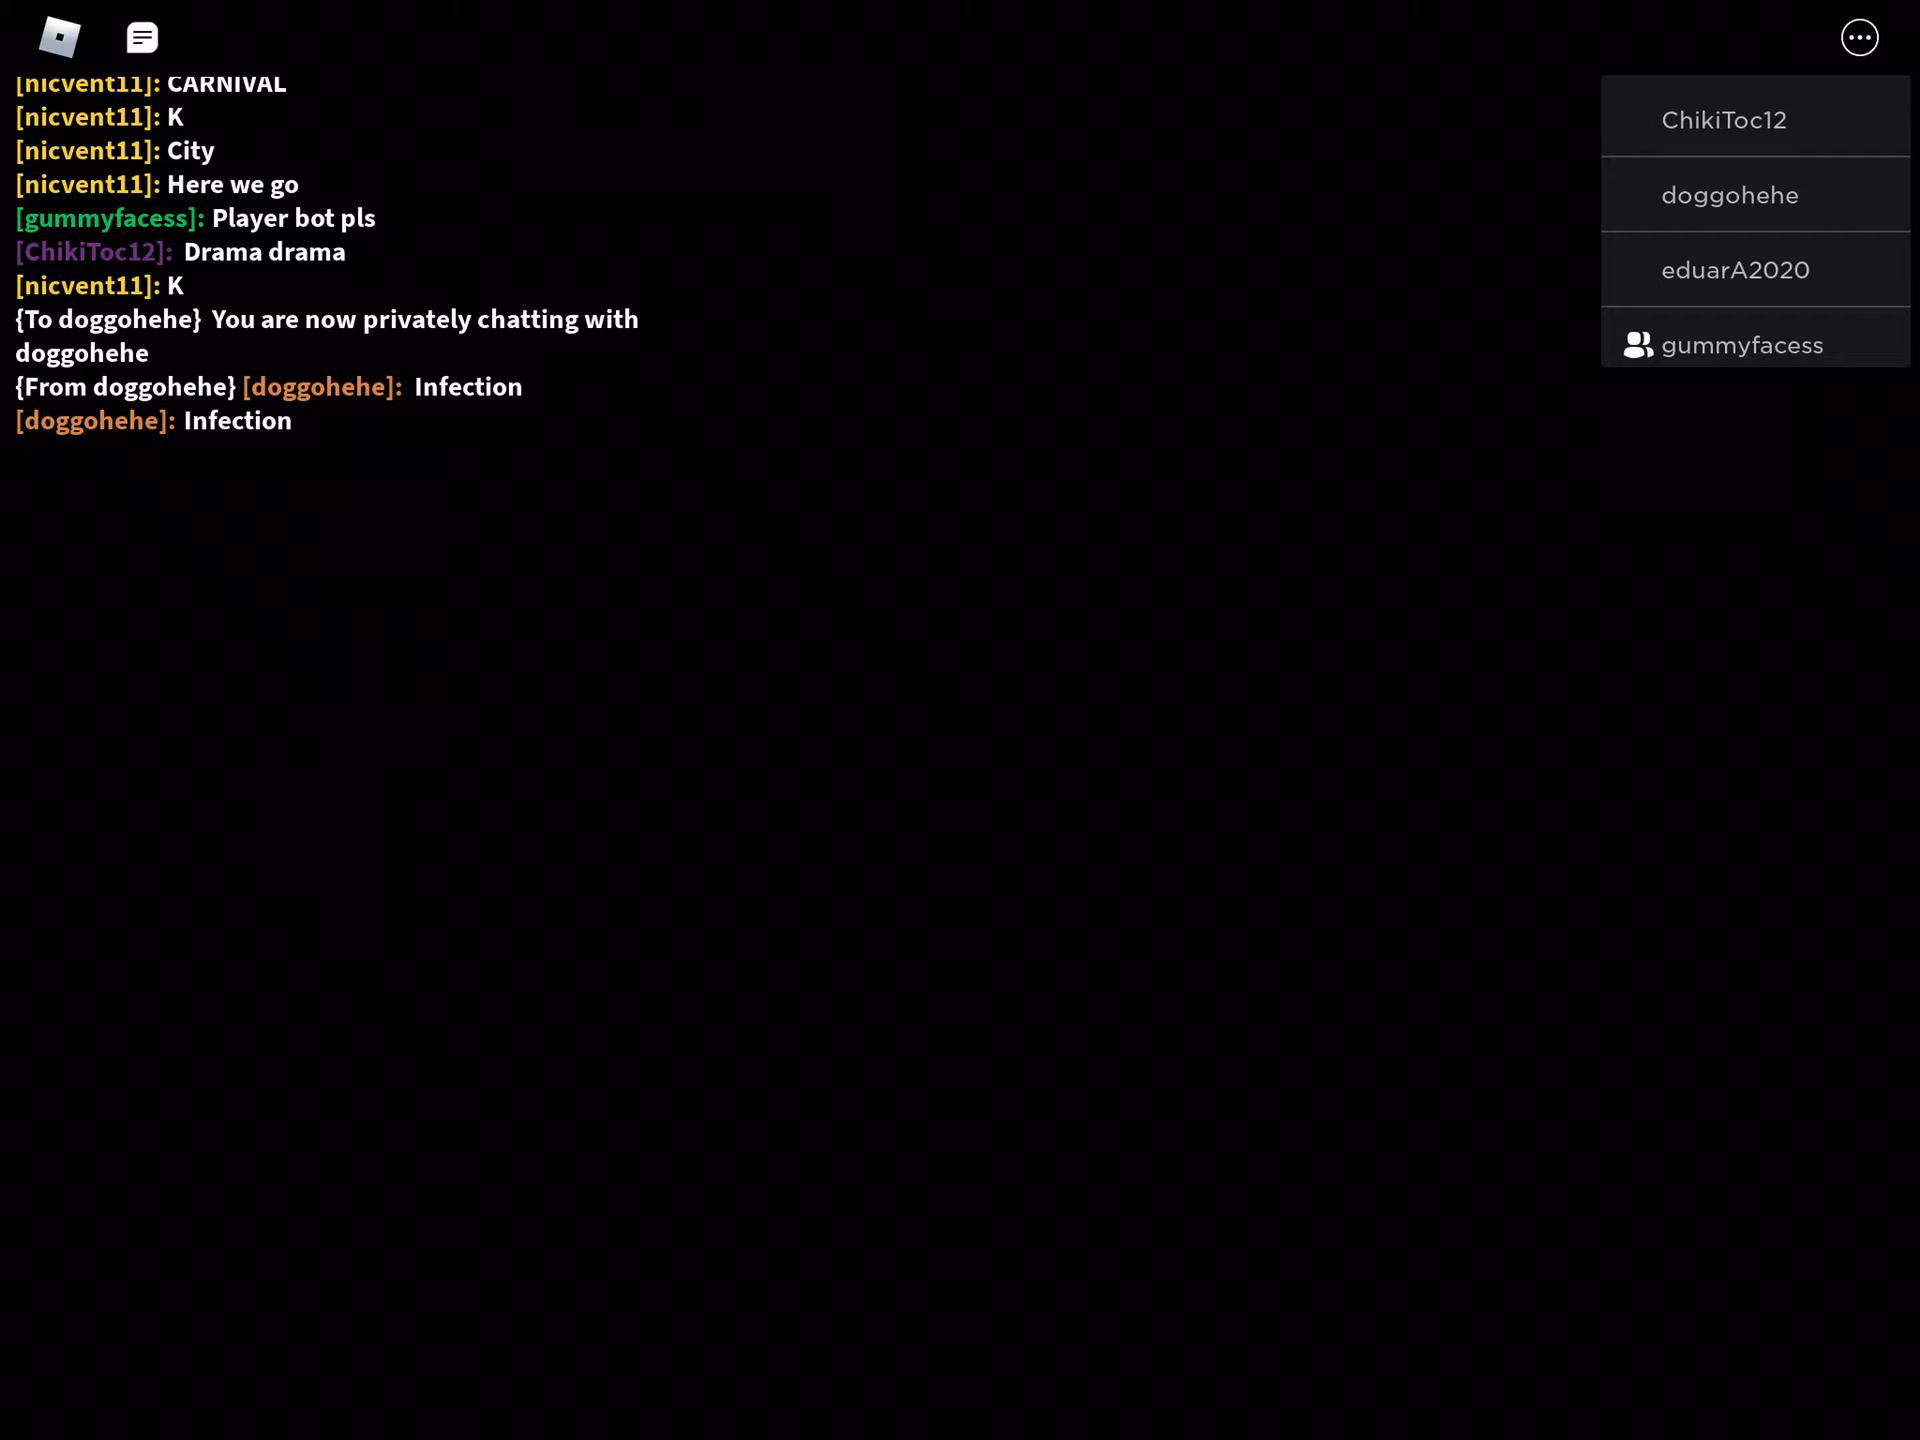 [nicvent11]: CARNIVAL
[nicvent11]: K
[nicvent11]: City
[nicvent11]: Here we go
[gummyfacess]: Player bot pls
[ChikiToc12]: Drama drama
[nicvent11]: K
{To doggohehe} You are now privately chatting with
doggohehe
{From doggohehe} [doggohehe]: Infection
[doggohehe]: Infection
ChikiToc12
doggohehe
eduarA2020
gummyfacess